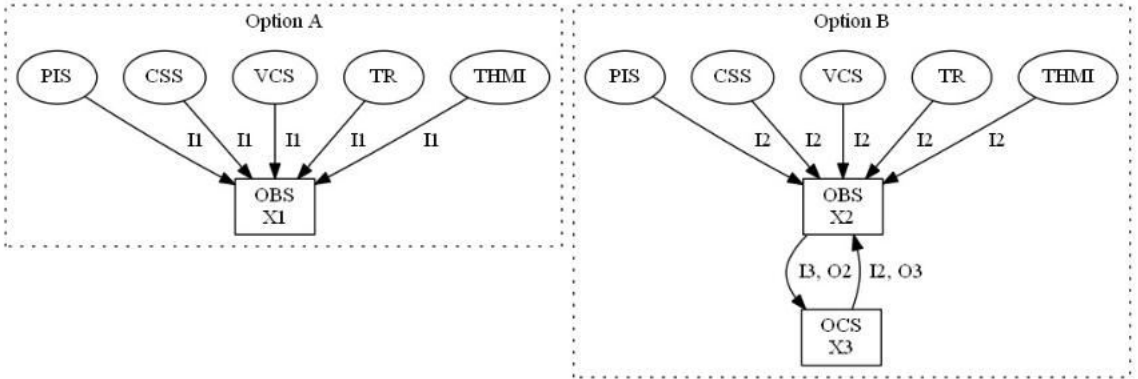 Option A
PIS
CSS
VCS
TR
THMI
I1
I1
I1
I1
I1
OBS
X1
Option B
PIS
CSS
VCS
TR
THMI
I2
I2
I2
I2
I2
OBS
X2
I3, O2
I2, O3
OCS
X3